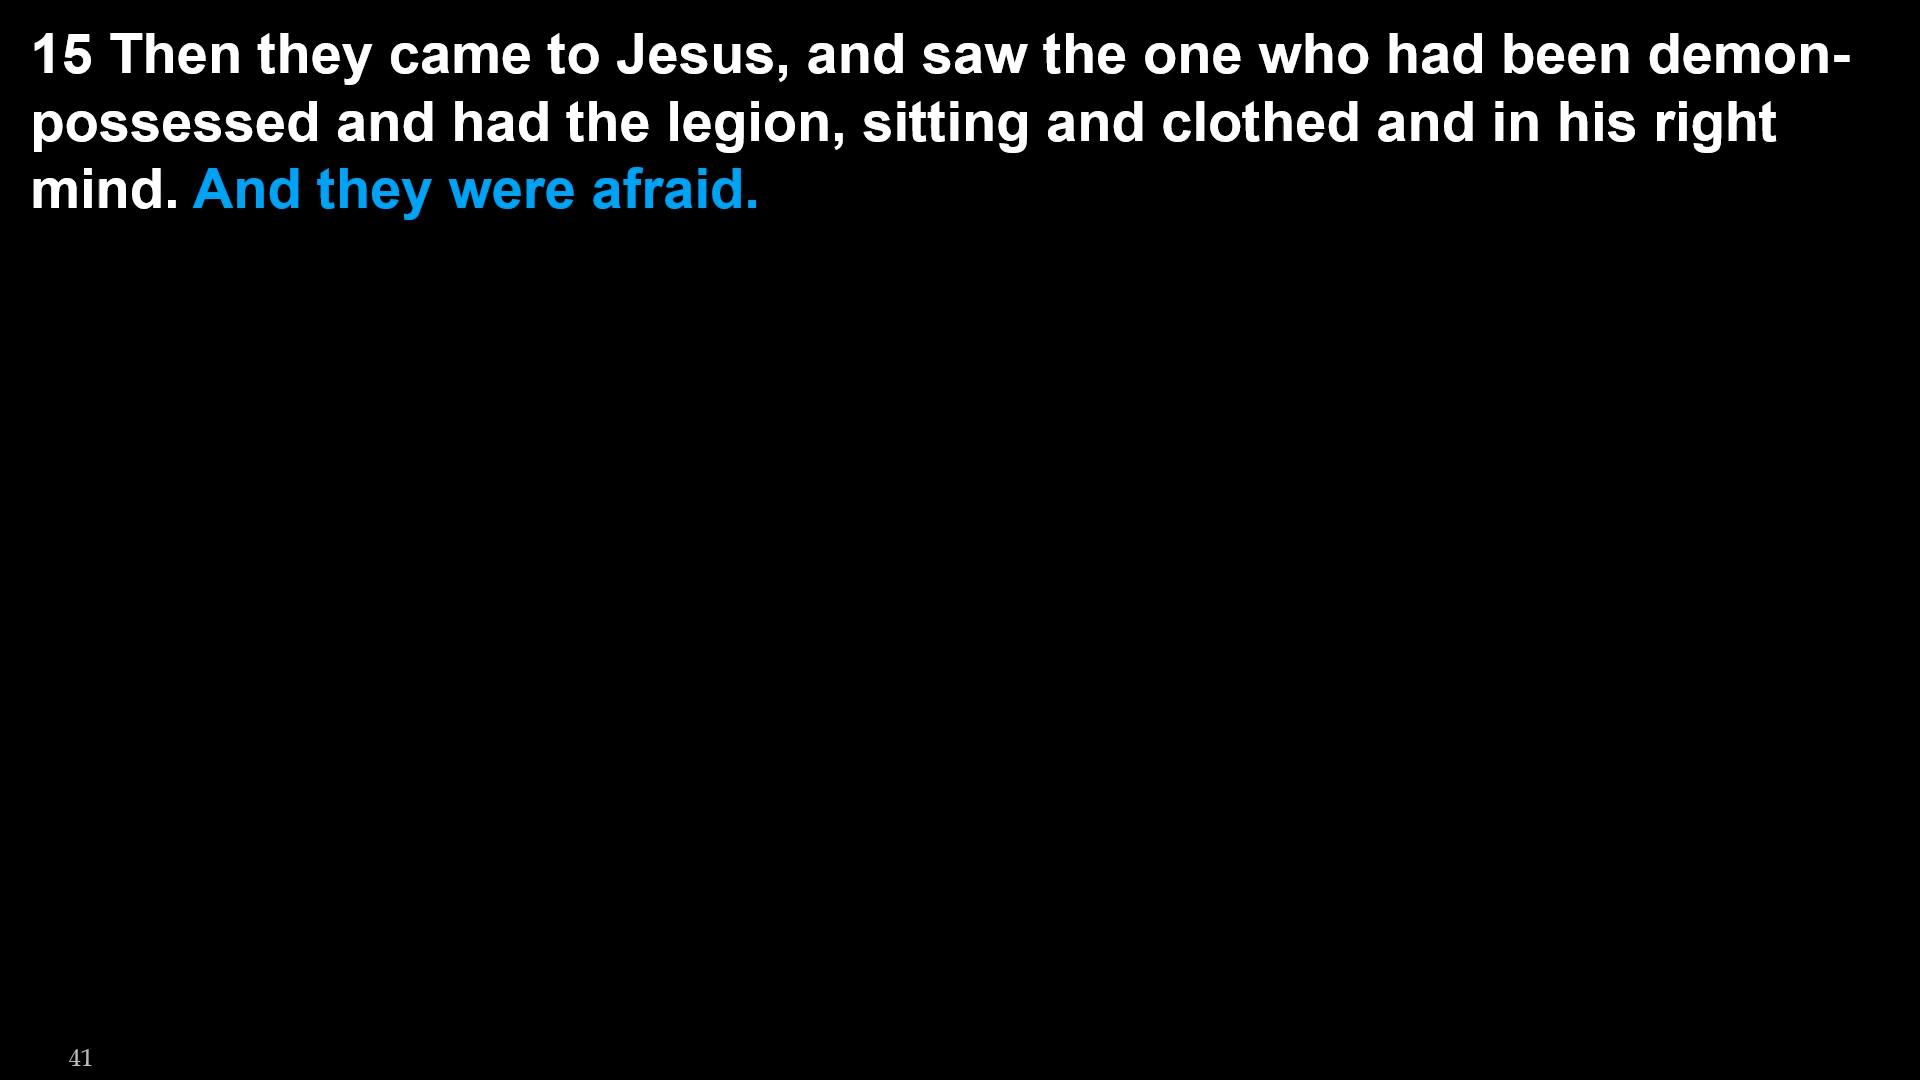 15 Then they came to Jesus, and saw the one who had been demon-
possessed and had the legion, sitting and clothed and in his right
mind. And they were afraid.
41